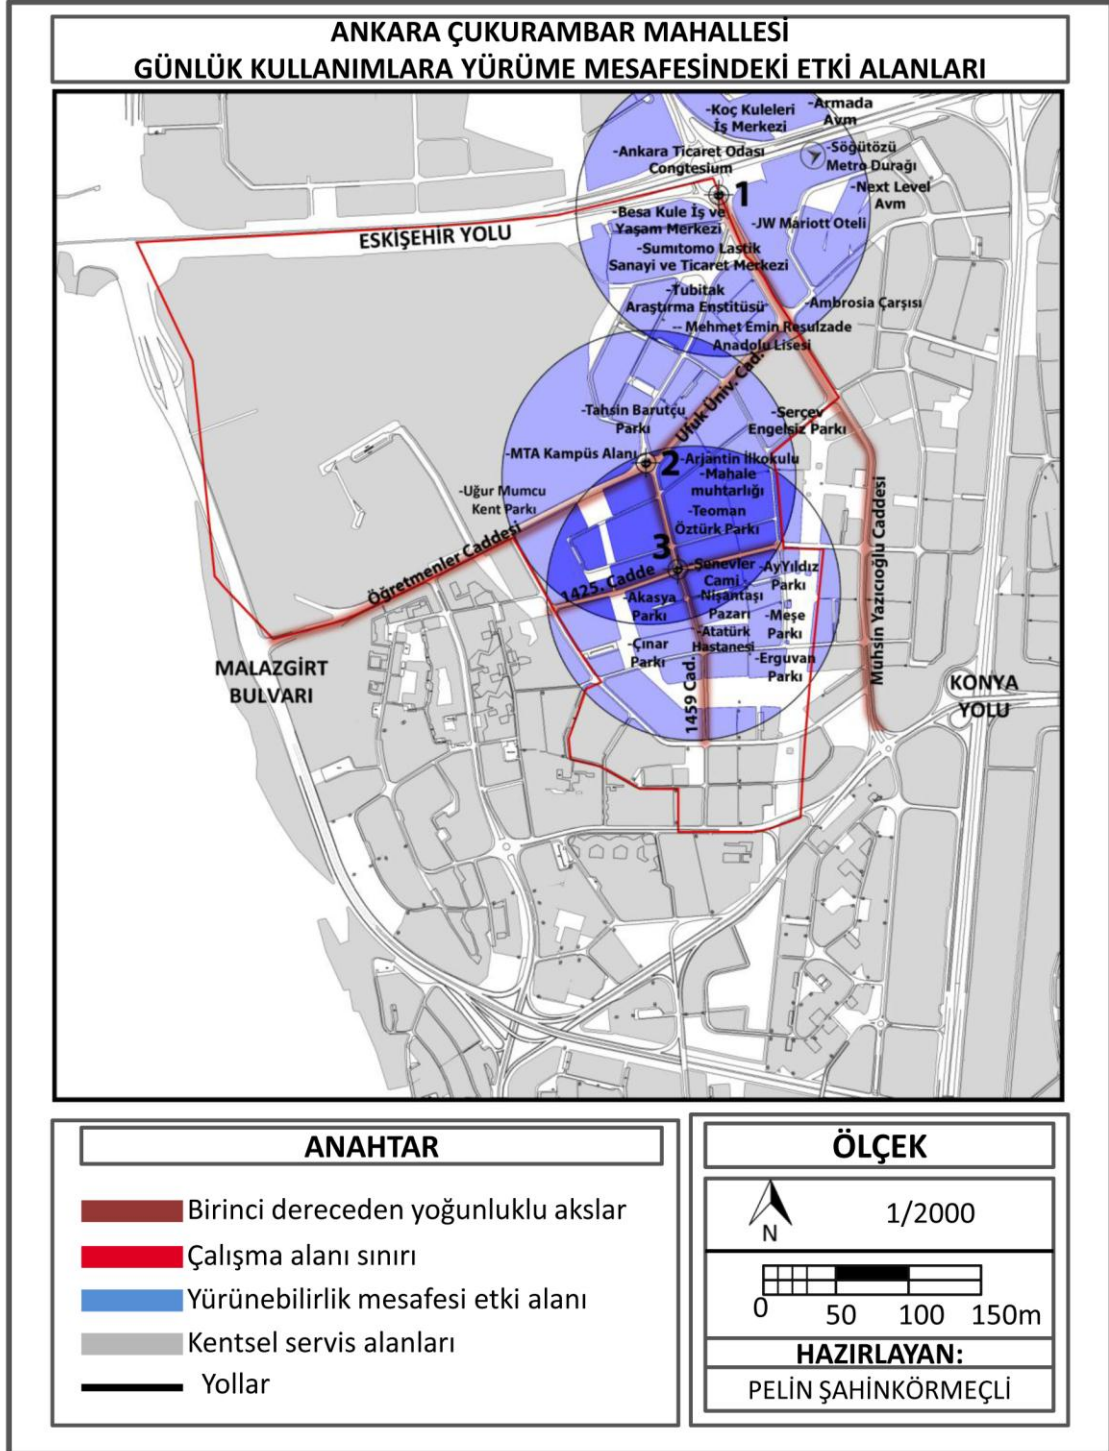 ANKARA ÇUKURAMBAR MAHALLESİ
GÜNLÜK KULLANIMLARA YÜRÜME MESAFESİNDEKİ ETKİ ALANLARI
-Koç Kuleleri
İş Merkezi
-Armada
Avm
-Ankara Ticaret Odası
Congtesium
-Söğütözü
Metro Durağı
1
-Next Level
Avm
-Besa Kule İş ve
Yaşam Merkezi
-JW Mariott Oteli
ESKİŞEHİR YOLU
-Sumıtomo Lastik
Sanayi ve Ticaret Merkezi
-Tubitak
Araştırma Enstitüsü
-Ambrosia Çarşısı
-- Mehmet Emin Resulzade
Anadolu Lisesi
Ufuk Üniv. Cad.
-Tahsin Barutçu
Parkı
-Serçev
Engelsiz Parkı
-MTA Kampüs Alanı
2
-Arjantin İlkokulu
-Mahale
muhtarlığı
-Uğur Mumcu
Kent Parkı
-Teoman
Öztürk Parkı
Öğretmenler Caddesi
3
1425. Cadde
Şenevler
Cami
-AyYıldız
Parkı
-Akasya
Parkı
Nişantaşı
Pazarı
-Meşe
Parkı
-Atatürk
Hastanesi
-Çınar
Parkı
-Erguvan
Parkı
1459 Cad.
Muhsin Yazıcıoğlu Caddesi
MALAZGİRT
BULVARI
KONYA
YOLU
ANAHTAR
Birinci dereceden yoğunluklu akslar
Çalışma alanı sınırı
Yürünebilirlik mesafesi etki alanı
Kentsel servis alanları
Yollar
ÖLÇEK
N
1/2000
0 50 100 150m
HAZIRLAYAN:
PELİN ŞAHİNKÖRMEÇLİ